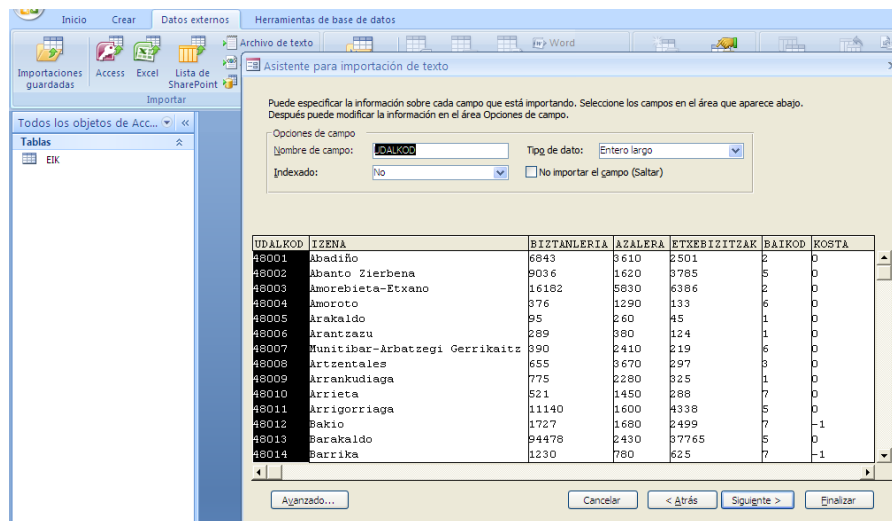 Inicio Crear Datos externos Herramientas de base de datos
Archivo de texto Word
Importaciones guardadas Access Excel Lista de SharePoint
Importar
Asistente para importación de texto
Puede especificar la información sobre cada campo que está importando. Seleccione los campos en el área que aparece abajo.
Después puede modificar la información en el área Opciones de campo.
Todos los objetos de Acc... «
Tablas
EIK
Opciones de campo
Nombre de campo: UDALKOD Tipo de dato: Entero largo
Indexado: No No importar el campo (Saltar)
UDALKOD IZENA BIZTANLERIA AZALERA ETXEBIZITZAK BAIKOD KOSTA
48001 Abadiño 6843 3610 2501 2 0
48002 Abanto Zierbena 9036 1620 3785 5 0
48003 Amorebieta-Etxano 16182 5830 6386 2 0
48004 Amoroto 376 1290 133 6 0
48005 Arakaldo 95 260 45 1 0
48006 Arantzazu 289 380 124 1 0
48007 Munitibar-Arbatzegi Gerrikaitz 390 2410 219 6 0
48008 Artzentales 655 3670 297 3 0
48009 Arrankudiaga 775 2280 325 1 0
48010 Arrieta 521 1450 288 7 0
48011 Arrigorriaga 11140 1600 4338 5 0
48012 Bakio 1727 1680 2499 7 -1
48013 Barakaldo 94478 2430 37765 5 0
48014 Barrika 1230 780 625 7 -1
Avanzado... Cancelar < Atrás Siguiente > Finalizar